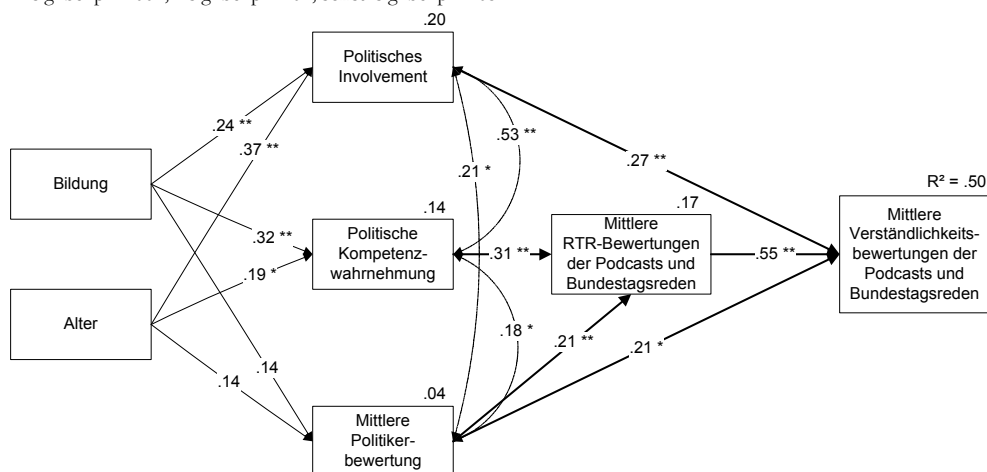 .20
Politisches
Involvement
.24 **
.37 **
.53 **
.27 **
.21 *
Bildung
R² = .50
.14
.17
Mittlere
Verständlichkeits-
bewertungen der
Podcasts und
Bundestagsreden
.32 **
Politische
Kompetenz-
wahrnehmung
.31 **
Mittlere
RTR-Bewertungen
der Podcasts und
Bundestagsreden
.55 **
.19 *
Alter
.18 *
.21 **
.21 *
.14
.14
.04
Mittlere
Politiker-
bewertung